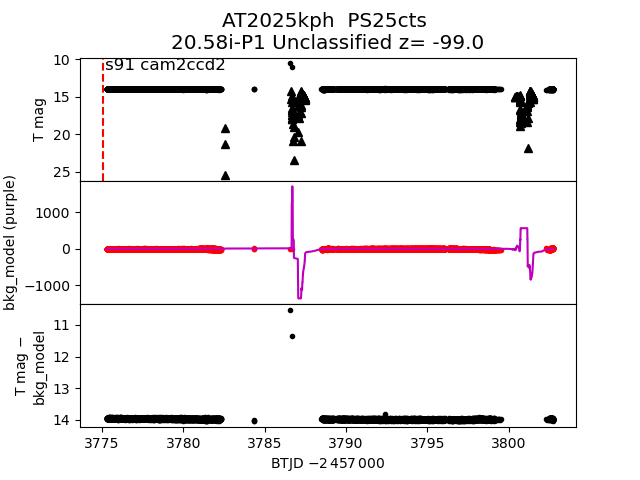 AT2025kph PS25cts
20.58i-P1 Unclassified z= -99.0
s91 cam2ccd2
10
15
20
25
T mag
1000
0
−1000
bkg_model (purple)
11
12
13
14
T mag −
bkg_model
3775 3780 3785 3790 3795 3800
BTJD −2 457 000